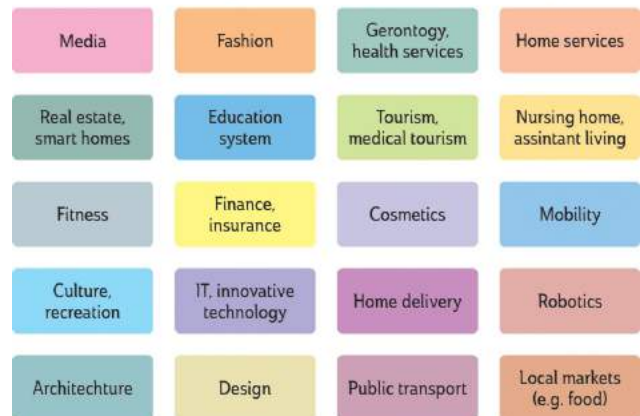 Media
Fashion
Gerontogy,
health services
Home services
Real estate,
smart homes
Education
system
Tourism,
medical tourism
Nursing home,
assintant living
Fitness
Finance,
insurance
Cosmetics
Mobility
Culture,
recreation
IT, innovative
technology
Home delivery
Robotics
Architechture
Design
Public transport
Local markets
(e.g. food)